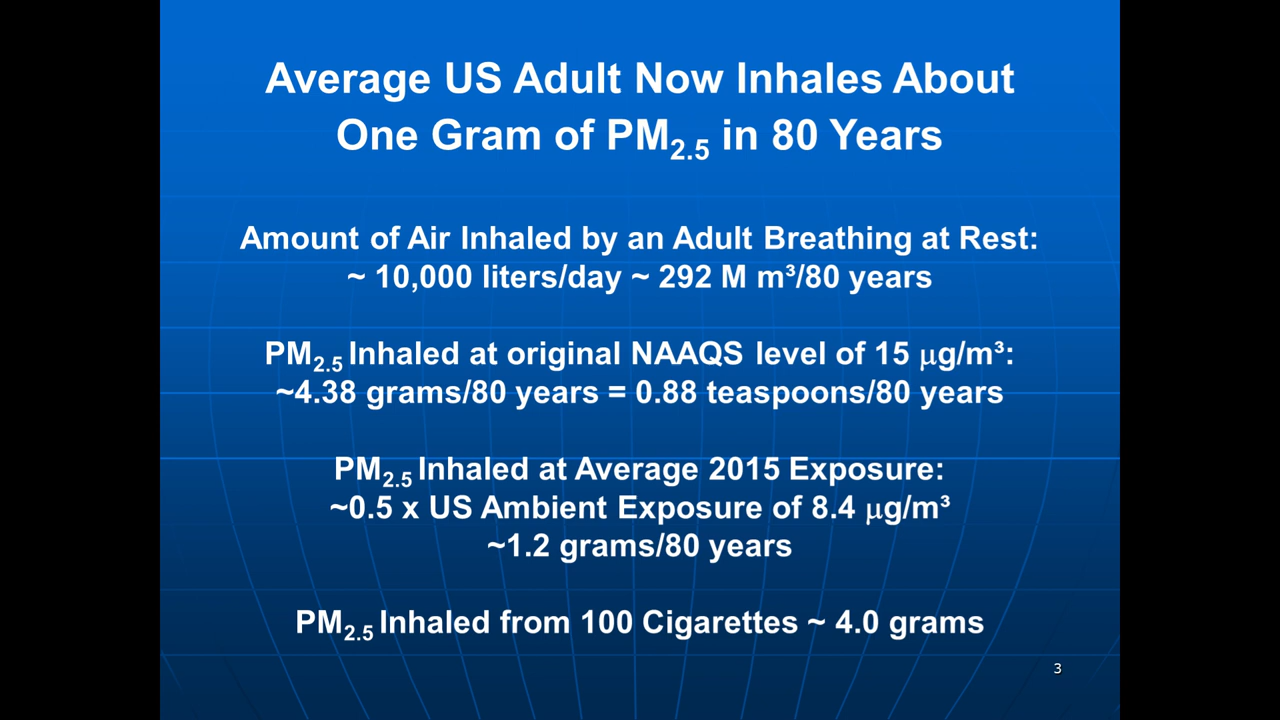 Average US Adult Now Inhales About
One Gram of PM2.5 in 80 Years
Amount of Air Inhaled by an Adult Breathing at Rest:
~ 10,000 liters/day ~ 292 M m³/80 years
PM2.5 Inhaled at original NAAQS level of 15 μg/m³:
~4.38 grams/80 years = 0.88 teaspoons/80 years
PM2.5 Inhaled at Average 2015 Exposure:
~0.5 x US Ambient Exposure of 8.4 μg/m³
~1.2 grams/80 years
PM2.5 Inhaled from 100 Cigarettes ~ 4.0 grams
3